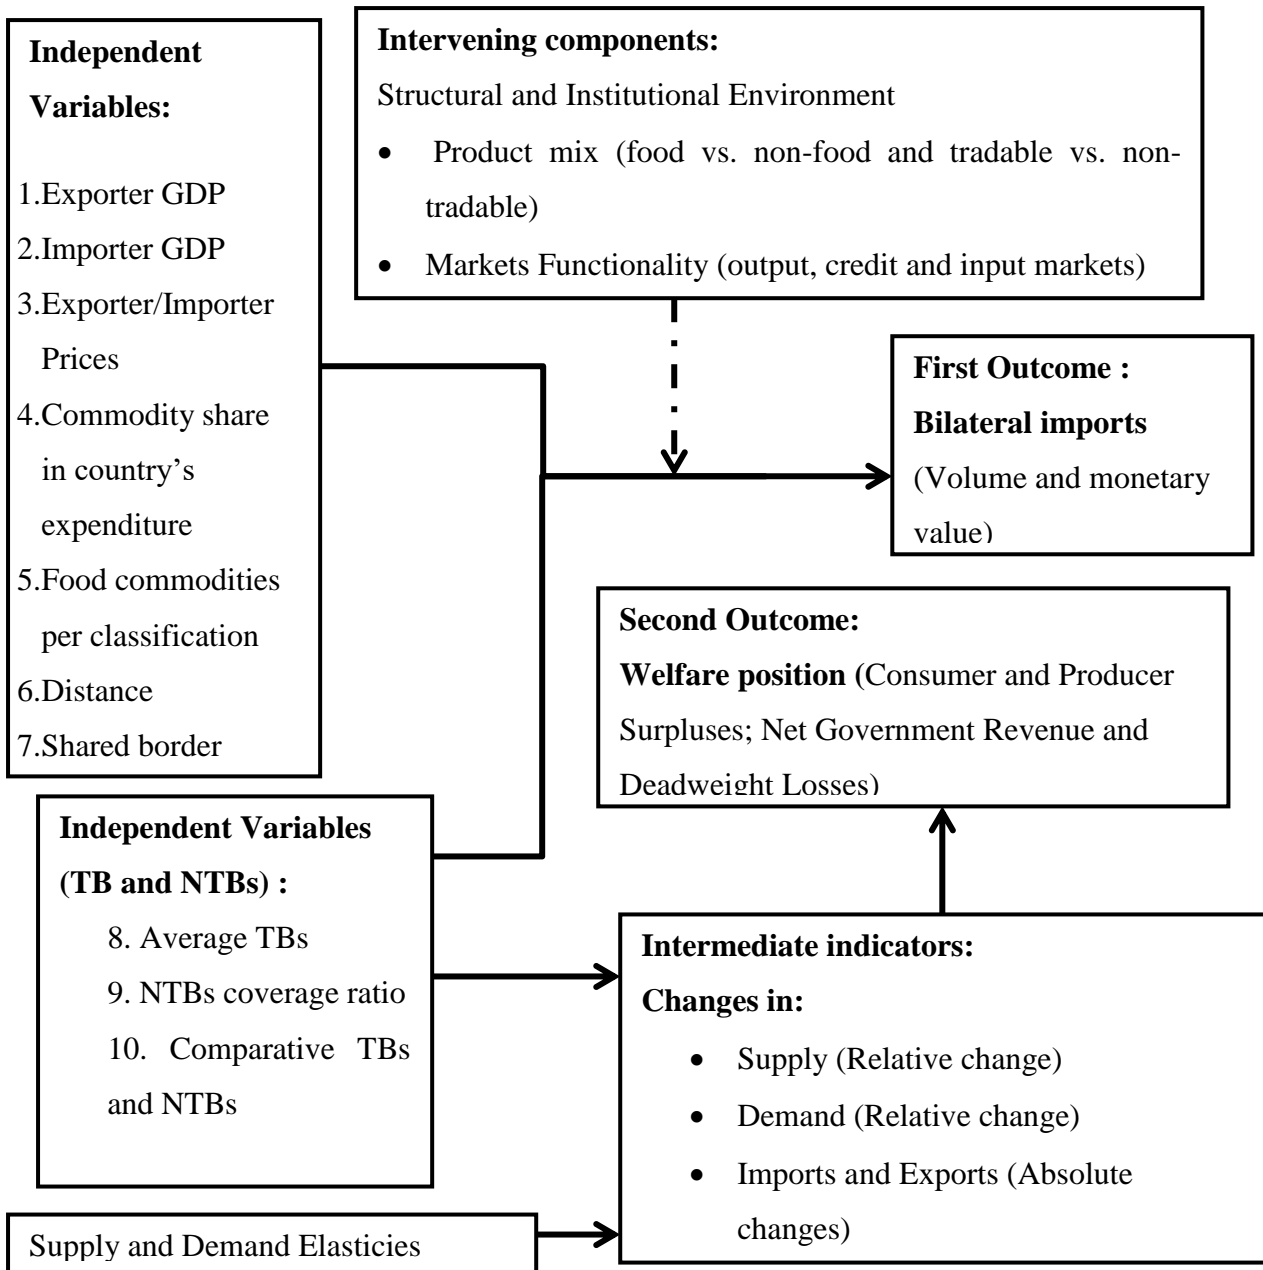 Independent
Variables:
1.Exporter GDP
2.Importer GDP
3.Exporter/Importer
Prices
4.Commodity share
in country’s
expenditure
5.Food commodities
per classification
6.Distance
7.Shared border
Intervening components:
Structural and Institutional Environment
• Product mix (food vs. non-food and tradable vs. non-
tradable)
• Markets Functionality (output, credit and input markets)
First Outcome :
Bilateral imports
(Volume and monetary
value)
Second Outcome:
Welfare position (Consumer and Producer
Surpluses; Net Government Revenue and
Deadweight Losses)
Independent Variables
(TB and NTBs) :
8. Average TBs
9. NTBs coverage ratio
10. Comparative TBs
and NTBs
Intermediate indicators:
Changes in:
• Supply (Relative change)
• Demand (Relative change)
• Imports and Exports (Absolute
changes)
Supply and Demand Elasticies